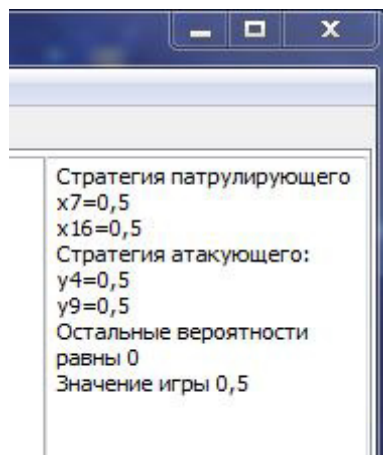 Стратегия патрулирующего
x7=0,5
x16=0,5
Стратегия атакующего:
y4=0,5
y9=0,5
Остальные вероятности
равны 0
Значение игры 0,5